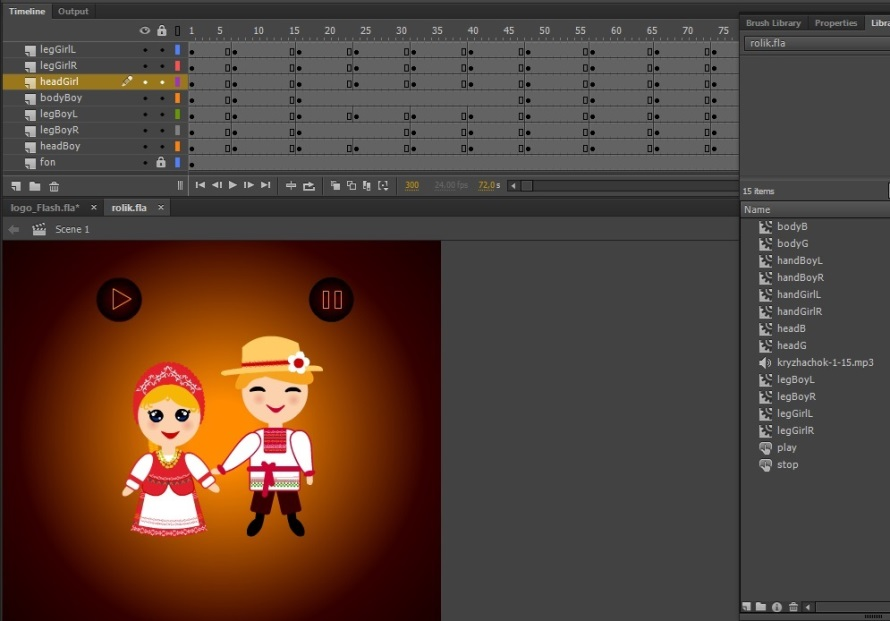 Timeline Output
Brush Library Properties Libra
1 5 10 15 20 25 30 35 40 45 50 55 60 65 70 75
rolik.fla
legGirlL
legGirlR
headGirl
bodyBoy
legBoyL
legBoyR
headBoy
fon
300 24.00 fps 72.0 s
15 items
logo_Flash.fla* × rolik.fla ×
Name
Scene 1
bodyB
bodyG
handBoyL
handBoyR
handGirlL
handGirlR
headB
headG
kryzhachok-1-15.mp3
legBoyL
legBoyR
legGirlL
legGirlR
play
stop